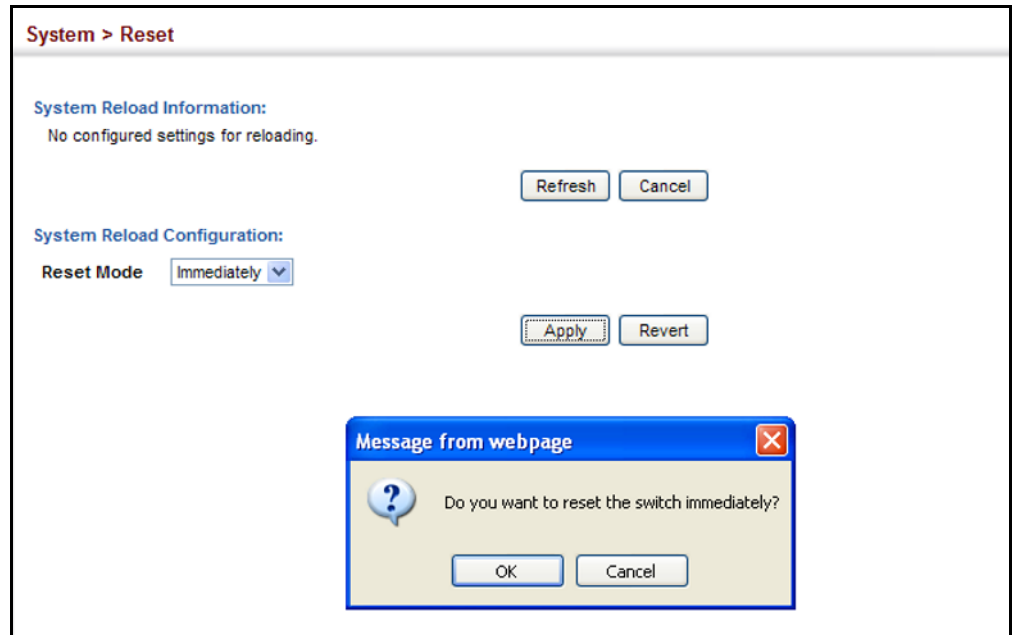 System > Reset
System Reload Information:
No configured settings for reloading.
Refresh Cancel
System Reload Configuration:
Reset Mode Immediately
Apply Revert
Message from webpage
?
Do you want to reset the switch immediately?
OK Cancel